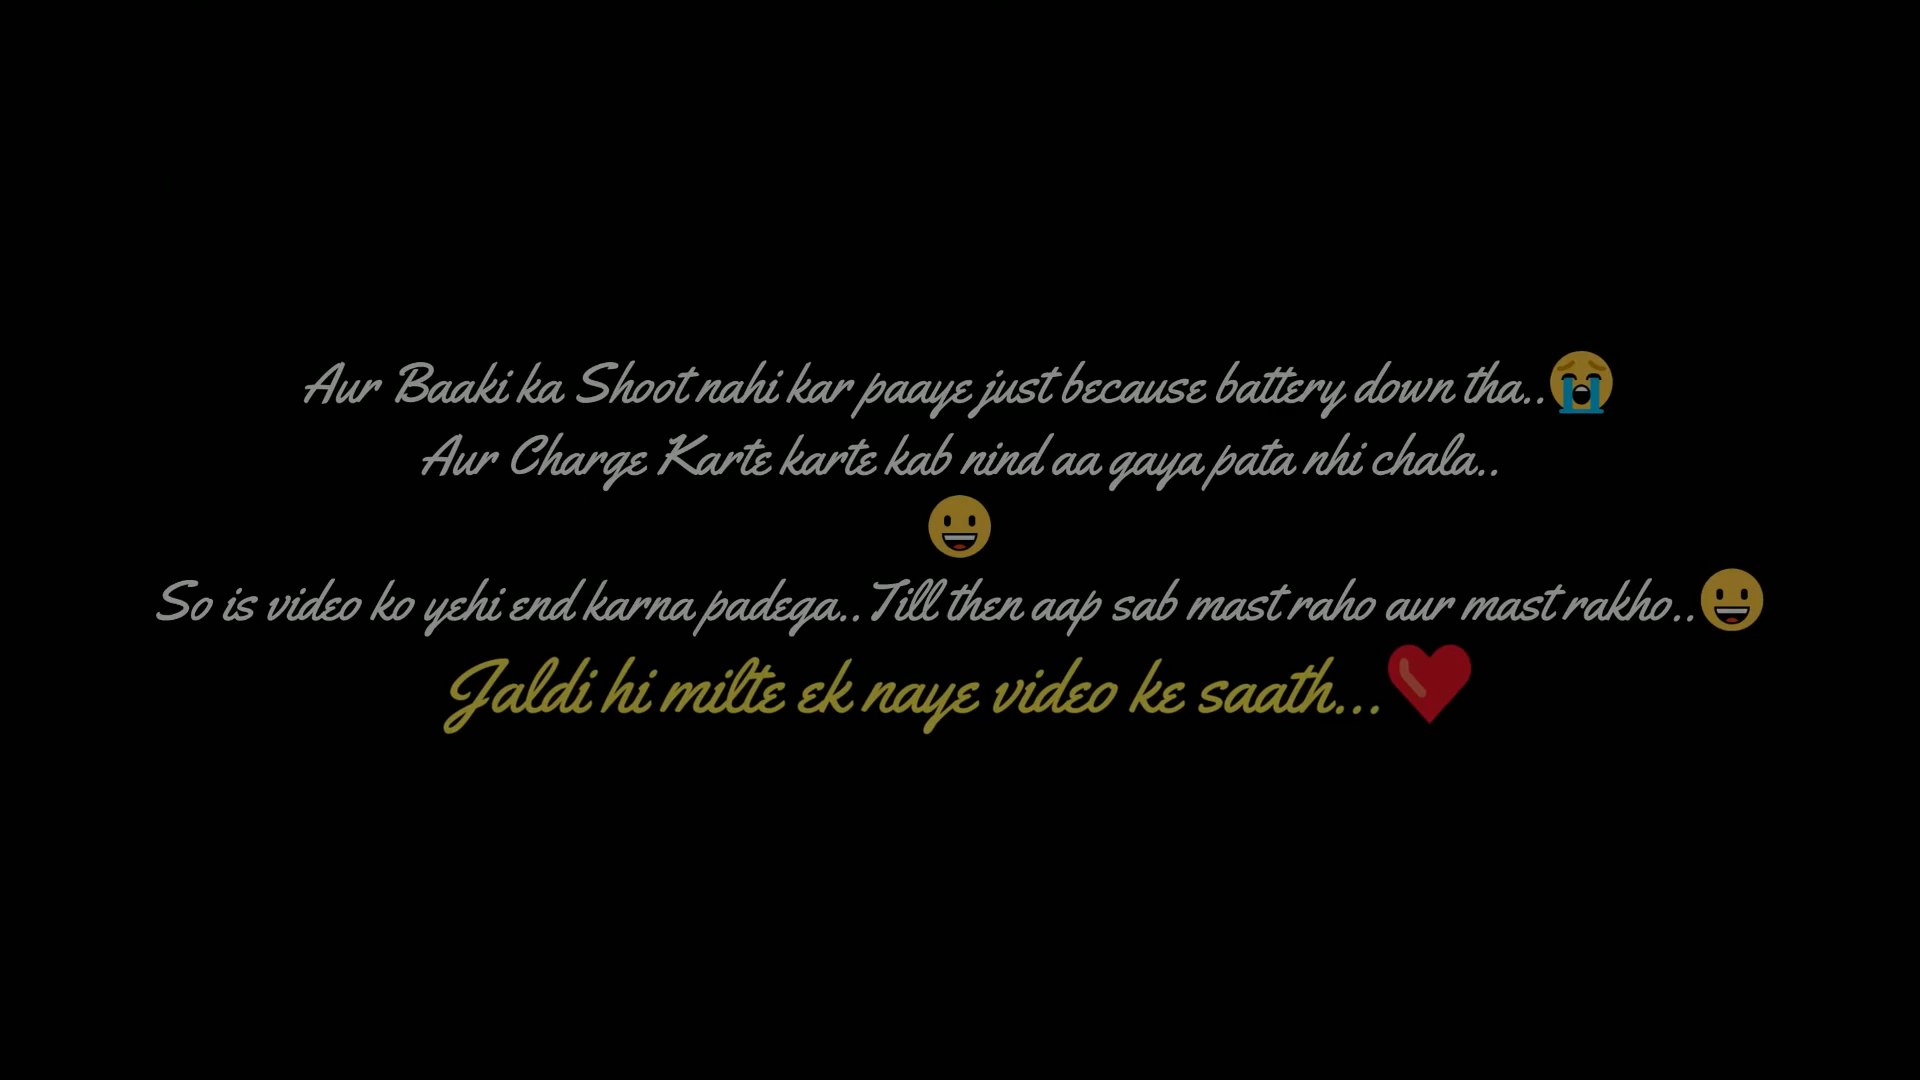 Aur Baaki ka Shoot nahi kar paaye just because battery down tha..😭
Aur Charge Karte karte kab nind aa gaya pata nhi chala..
😃
So is video ko yehi end karna padega.. Till then aap sab mast raho aur mast rakho..😃
Jaldi hi milte ek naye video ke saath...❤️